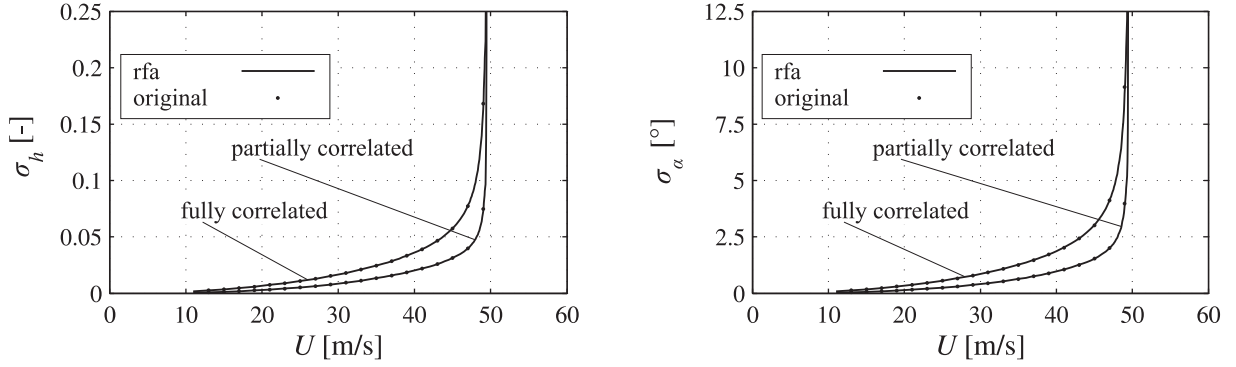 0.25
0.2
0.15
0.1
0.05
0
σh [-]
rfa
original
partially correlated
fully correlated
0 10 20 30 40 50 60
U [m/s]
12.5
10
7.5
5
2.5
0
σα [°]
rfa
original
partially correlated
fully correlated
0 10 20 30 40 50 60
U [m/s]